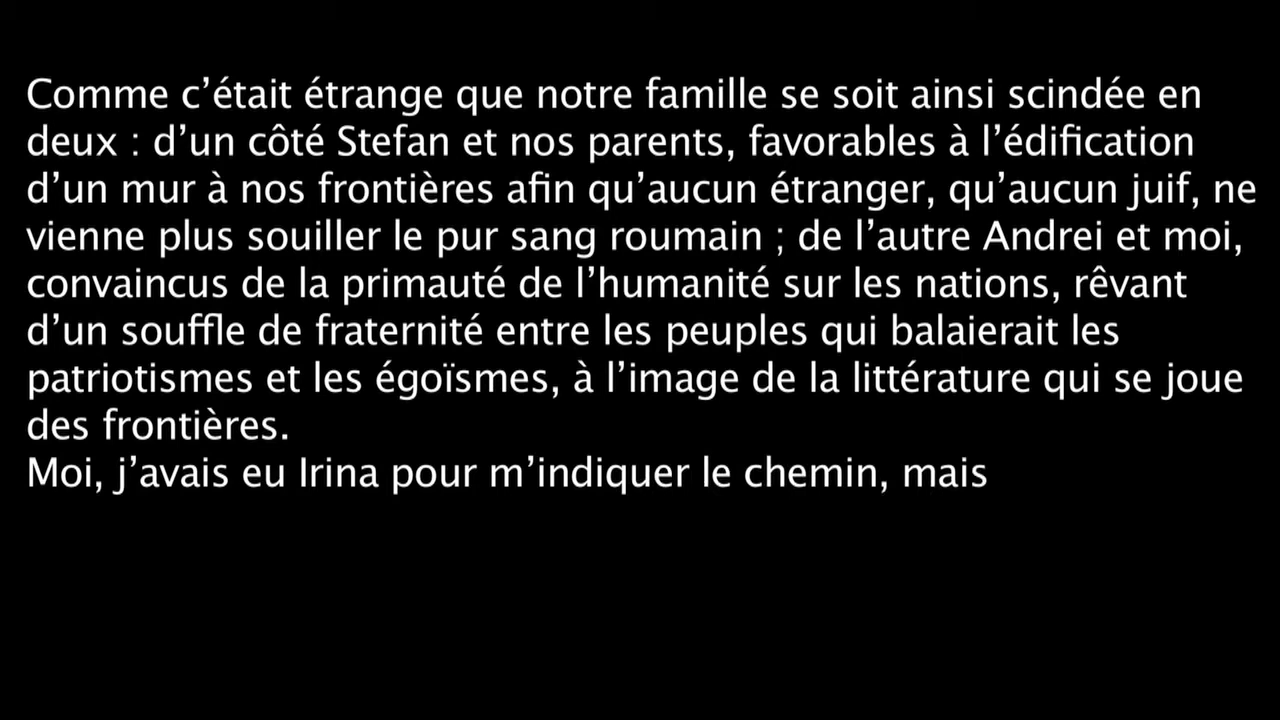 Comme c’était étrange que notre famille se soit ainsi scindée en
deux : d’un côté Stefan et nos parents, favorables à l’édification
d’un mur à nos frontières afin qu’aucun étranger, qu’aucun juif, ne
vienne plus souiller le pur sang roumain ; de l’autre Andrei et moi,
convaincus de la primauté de l’humanité sur les nations, rêvant
d’un souffle de fraternité entre les peuples qui balaierait les
patriotismes et les égoïsmes, à l’image de la littérature qui se joue
des frontières.
Moi, j’avais eu Irina pour m’indiquer le chemin, mais